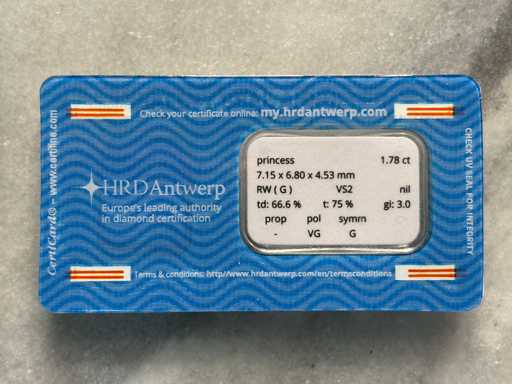 Check your certificate online: my.hrdantwerp.com
CertiCard® – www.certiline.com
HRDAntwerp
Europe's leading authority
in diamond certification
princess 1.78 ct
7.15 x 6.80 x 4.53 mm
RW ( G ) VS2 nil
td: 66.6 % t: 75 % gi: 3.0
prop pol symm
- VG G
CHECK UV SEAL FOR INTEGRITY
Terms & conditions: http//www.hrdantwerp.com/en/termsconditions